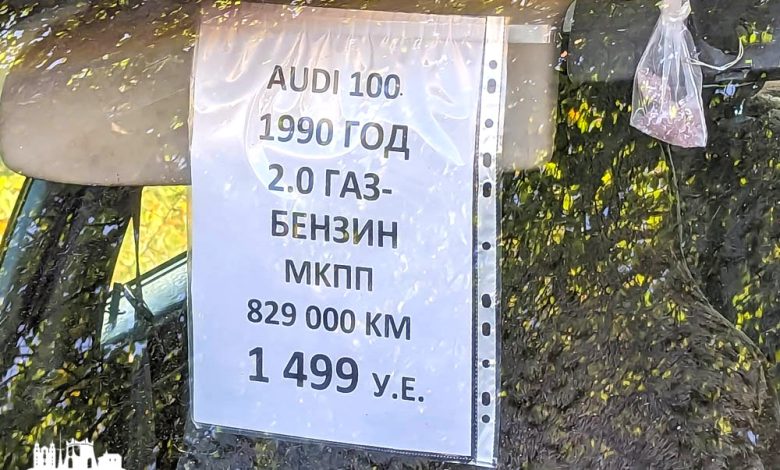 AUDI 100
1990 ГОД
2.0 ГАЗ-
БЕНЗИН
МКПП
829 000 КМ
1 499 У.Е.